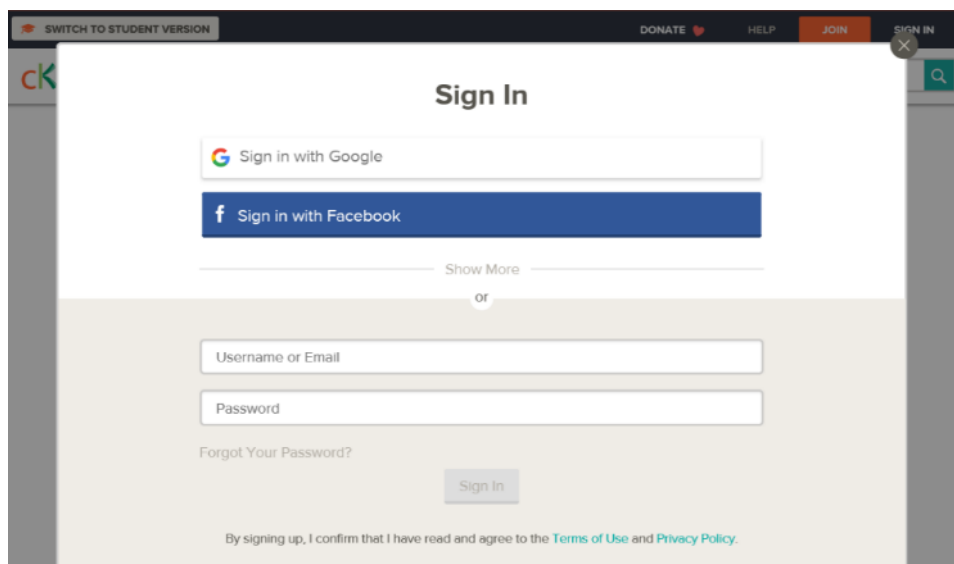 SWITCH TO STUDENT VERSION DONATE HELP JOIN SIGN IN
cK
Sign In
Sign in with Google
f Sign in with Facebook
Show More
or
Username or Email
Password
Forgot Your Password?
Sign In
By signing up, I confirm that I have read and agree to the Terms of Use and Privacy Policy.